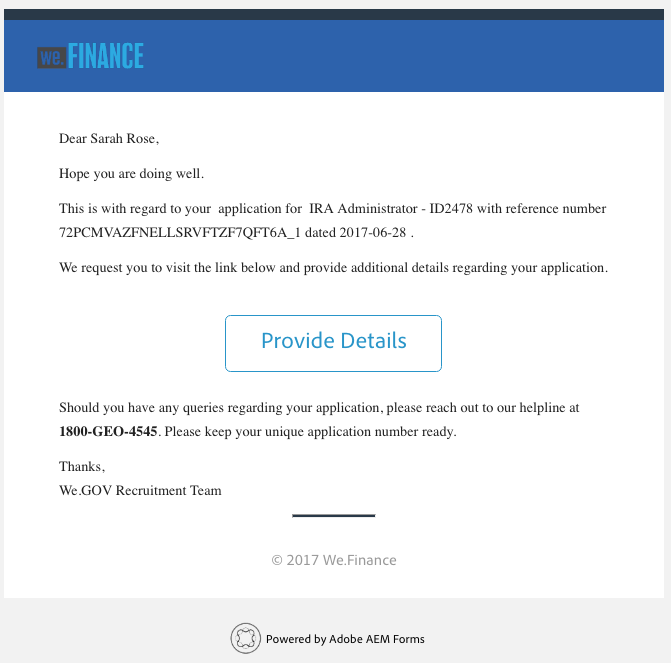 we.FINANCE
Dear Sarah Rose,
Hope you are doing well.
This is with regard to your application for IRA Administrator - ID2478 with reference number
72PCMVAZFNELLSRVFTZF7QFT6A_1 dated 2017-06-28 .
We request you to visit the link below and provide additional details regarding your application.
Provide Details
Should you have any queries regarding your application, please reach out to our helpline at
1800-GEO-4545. Please keep your unique application number ready.
Thanks,
We.GOV Recruitment Team
© 2017 We.Finance
Powered by Adobe AEM Forms